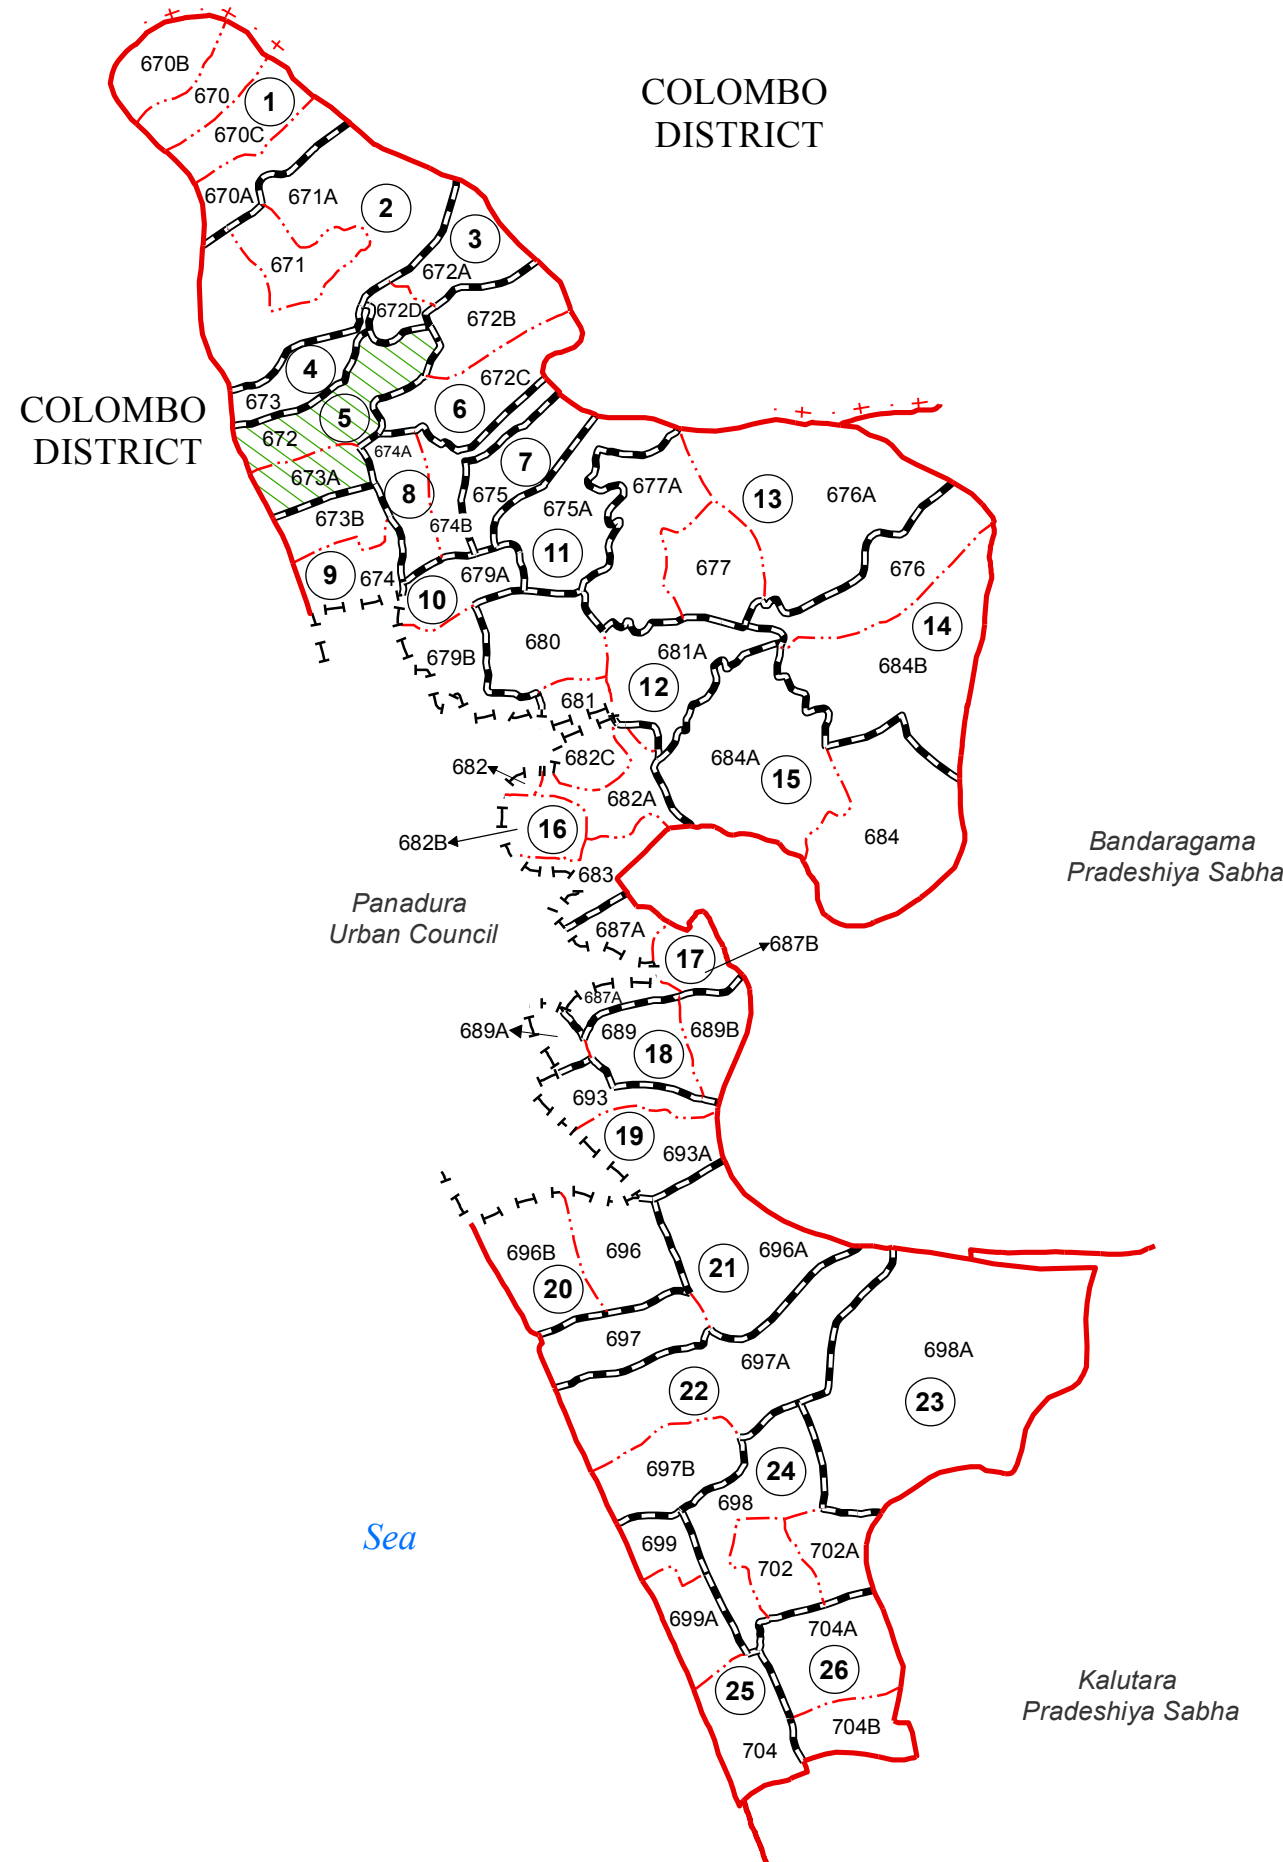 670B
COLOMBO
DISTRICT
670
1
670C
670A
671A
2
3
671
672A
672D
672B
4
672C
673
COLOMBO
DISTRICT
5
6
672
674A
7
673A
8
675
677A
13
676A
673B
674B
675A
11
9
674
679A
677
676
10
14
680
681A
679B
684B
12
681
682C
684A
682
15
682A
16
682B
684
Bandaragama
Pradeshiya Sabha
683
Panadura
Urban Council
687A
17
687B
687A
689A
689
689B
18
693
19
693A
696B
696
696A
20
21
697
697A
698A
22
23
697B
24
698
Sea
699
702A
702
699A
704A
26
25
Kalutara
Pradeshiya Sabha
704B
704